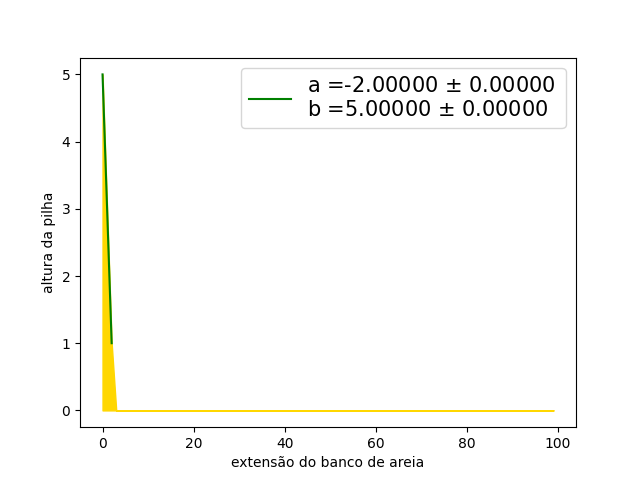 a =-2.00000 ± 0.00000
b =5.00000 ± 0.00000
5
4
3
2
1
0
altura da pilha
0 20 40 60 80 100
extensão do banco de areia